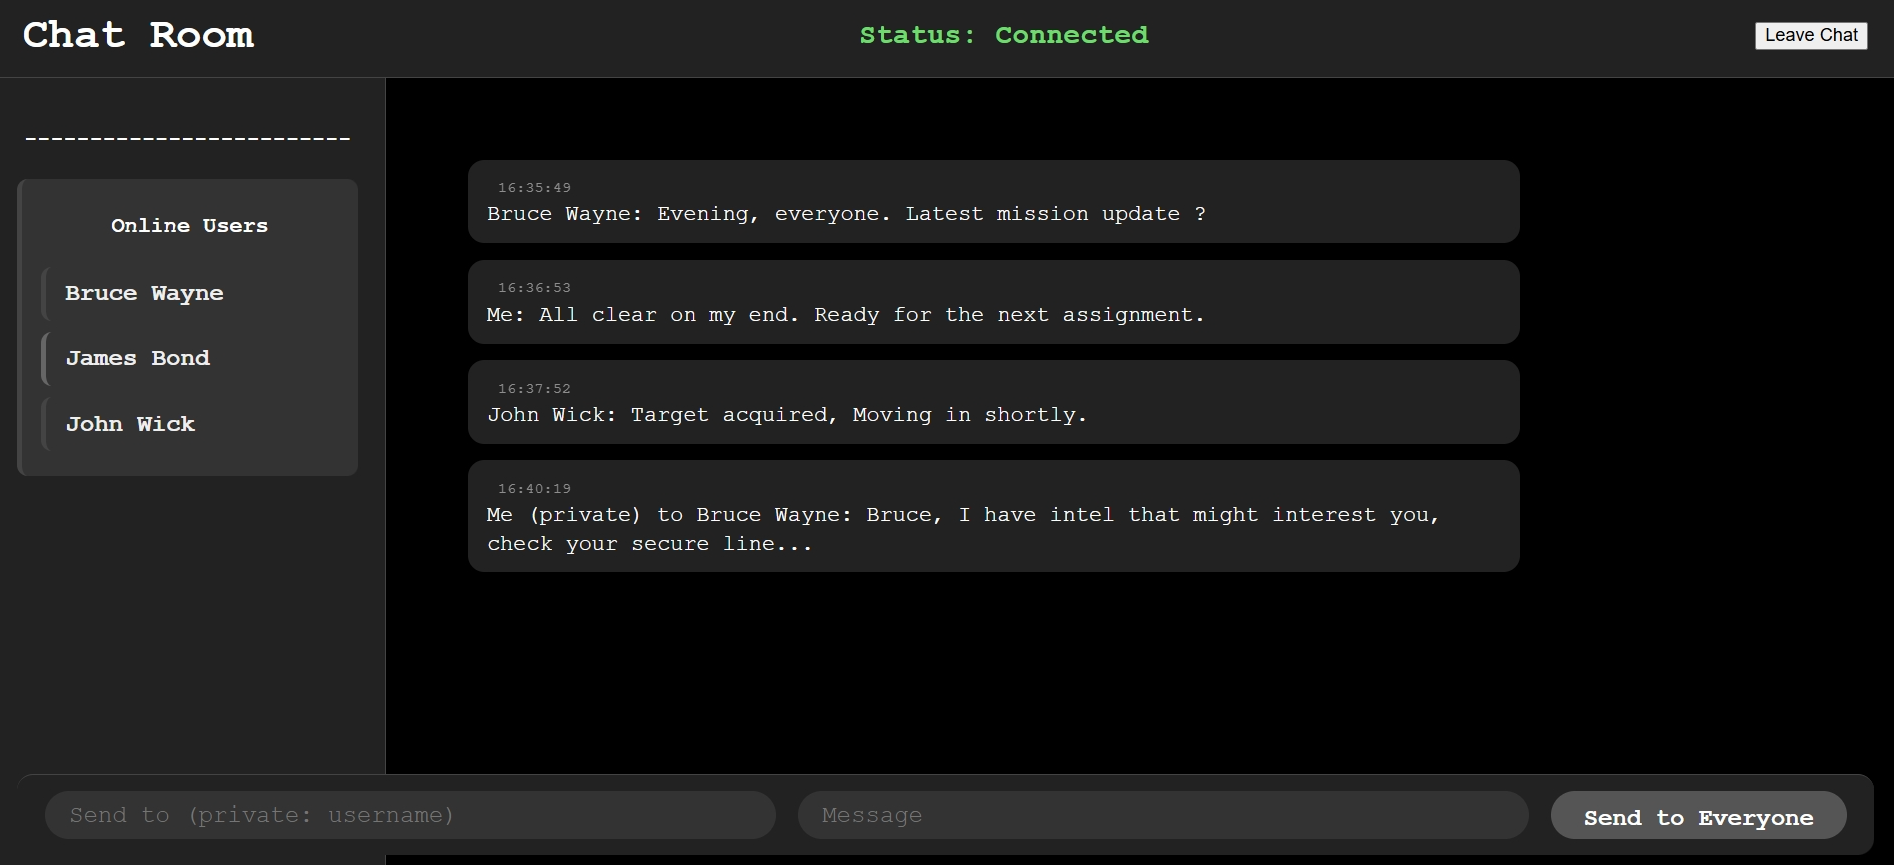 Chat Room
Status: Connected
Leave Chat
-------------------------
Online Users
Bruce Wayne
James Bond
John Wick
16:35:49
Bruce Wayne: Evening, everyone. Latest mission update ?
16:36:53
Me: All clear on my end. Ready for the next assignment.
16:37:52
John Wick: Target acquired, Moving in shortly.
16:40:19
Me (private) to Bruce Wayne: Bruce, I have intel that might interest you,
check your secure line...
Send to (private: username)
Message
Send to Everyone